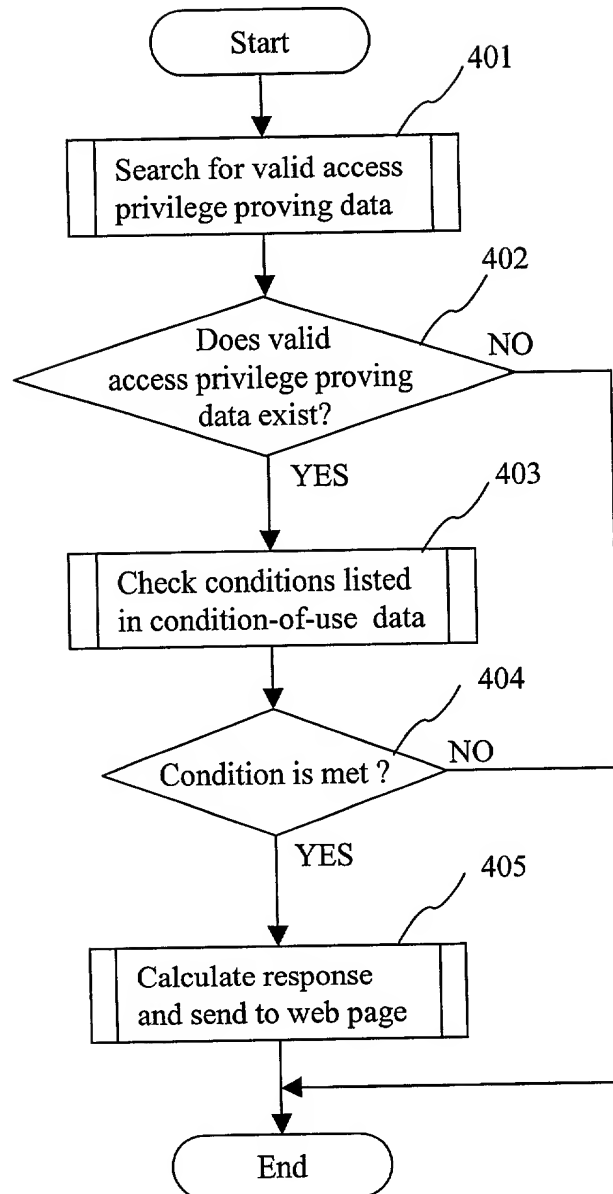 Start
401
Search for valid access
privilege proving data
402
Does valid
access privilege proving
data exist?
NO
YES
403
Check conditions listed
in condition-of-use data
404
Condition is met ?
NO
YES
405
Calculate response
and send to web page
End